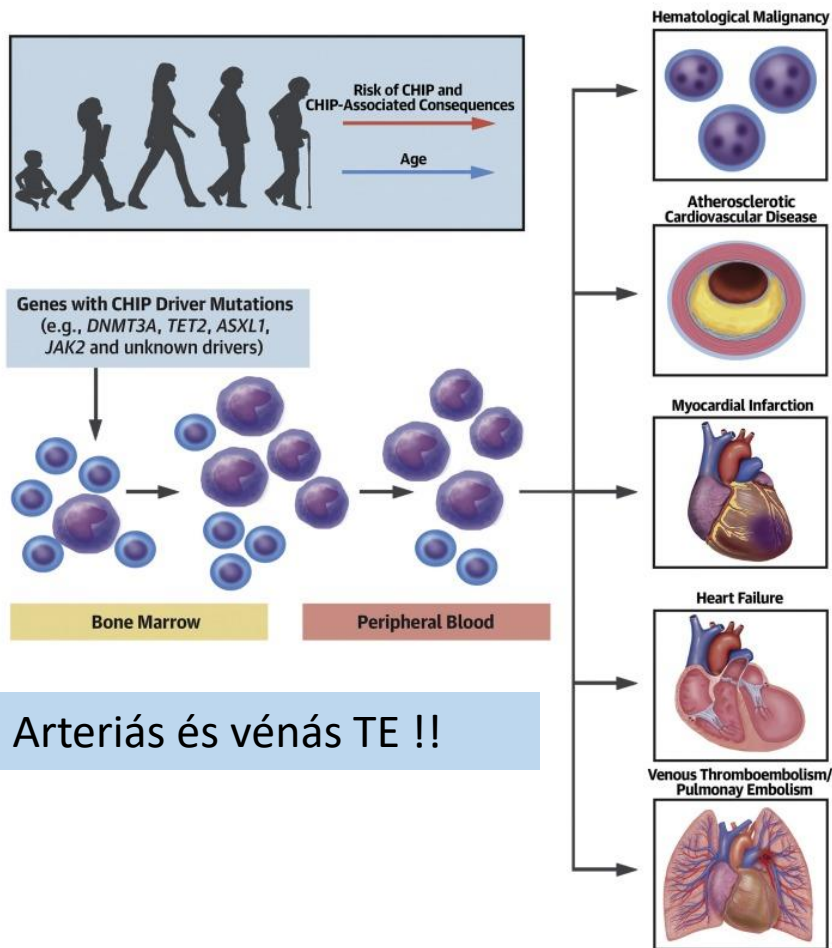 Risk of CHIP and
CHIP-Associated Consequences
Age
Genes with CHIP Driver Mutations
(e.g., DNMT3A, TET2, ASXL1,
JAK2 and unknown drivers)
Bone Marrow
Peripheral Blood
Arteriás és vénás TE !!
Hematological Malignancy
Atherosclerotic
Cardiovascular Disease
Myocardial Infarction
Heart Failure
Venous Thromboembolism/
Pulmonay Embolism